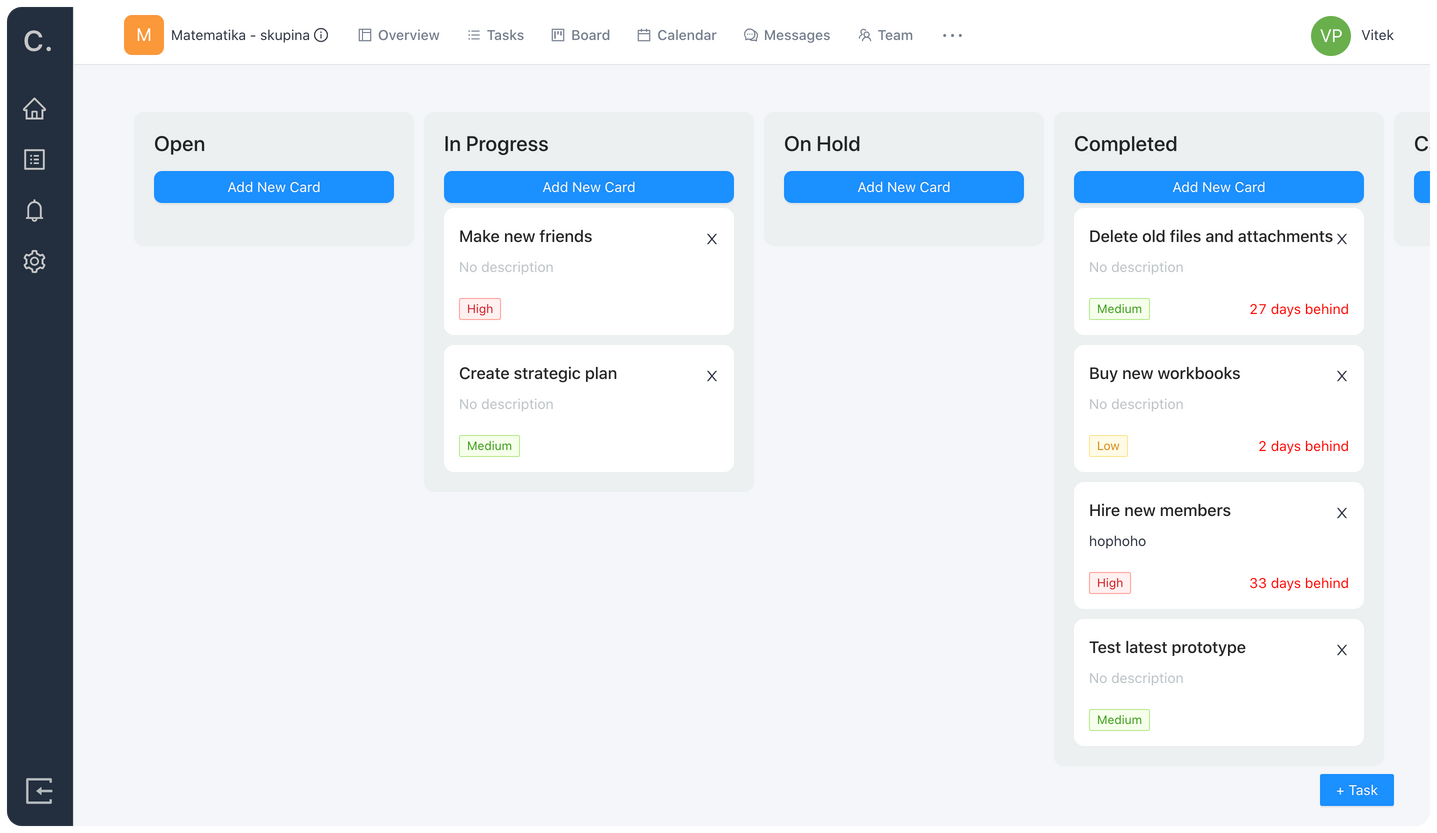 C.
M
Matematika - skupina
Overview
Tasks
Board
Calendar
Messages
Team
VP
Vitek
Open
Add New Card
In Progress
Add New Card
Make new friends
X
No description
High
Create strategic plan
X
No description
Medium
On Hold
Add New Card
Completed
Add New Card
Delete old files and attachments
X
No description
Medium
27 days behind
Buy new workbooks
X
No description
Low
2 days behind
Hire new members
X
hophoho
High
33 days behind
Test latest prototype
X
No description
Medium
C
+ Task